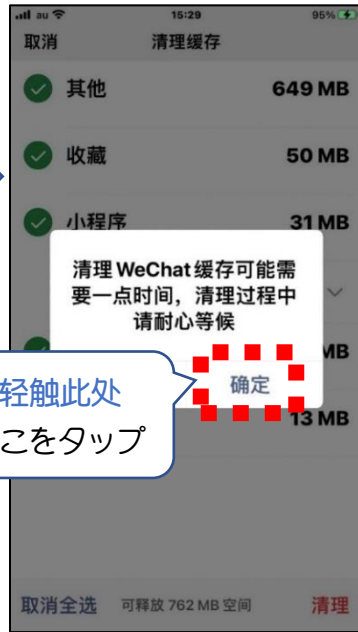 au 15:29 95%
取消 清理缓存
其他 649 MB
收藏 50 MB
小程序 31 MB
清理 WeChat 缓存可能需
要一点时间，清理过程中
请耐心等候
MB
确定
轻触此处
こをタップ
13 MB
取消全选 可释放 762 MB 空间 清理